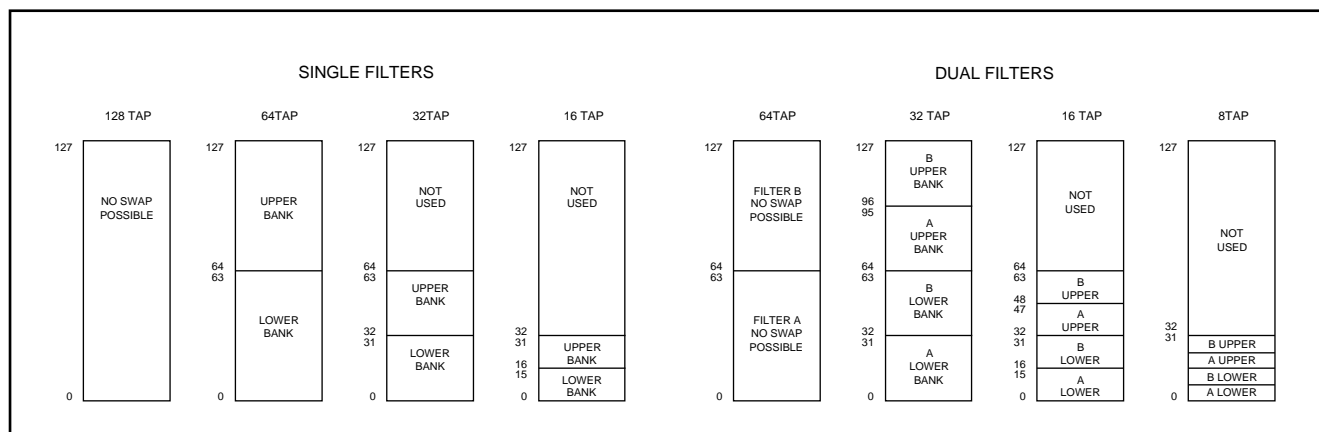 SINGLE FILTERS
128 TAP
127
NO SWAP
POSSIBLE
0
64TAP
127
UPPER
BANK
64
63
LOWER
BANK
0
32TAP
127
NOT
USED
64
63
UPPER
BANK
32
31
LOWER
BANK
0
16 TAP
127
NOT
USED
32
31
UPPER
BANK
16
15
LOWER
BANK
0
DUAL FILTERS
64TAP
127
FILTER B
NO SWAP
POSSIBLE
64
63
FILTER A
NO SWAP
POSSIBLE
0
32 TAP
127
B
UPPER
BANK
96
95
A
UPPER
BANK
64
63
B
LOWER
BANK
32
31
A
LOWER
BANK
0
16 TAP
127
NOT
USED
64
63
B
UPPER
48
47
A
UPPER
32
31
B
LOWER
16
15
A
LOWER
0
8TAP
127
NOT
USED
32
31
B UPPER
A UPPER
B LOWER
A LOWER
0